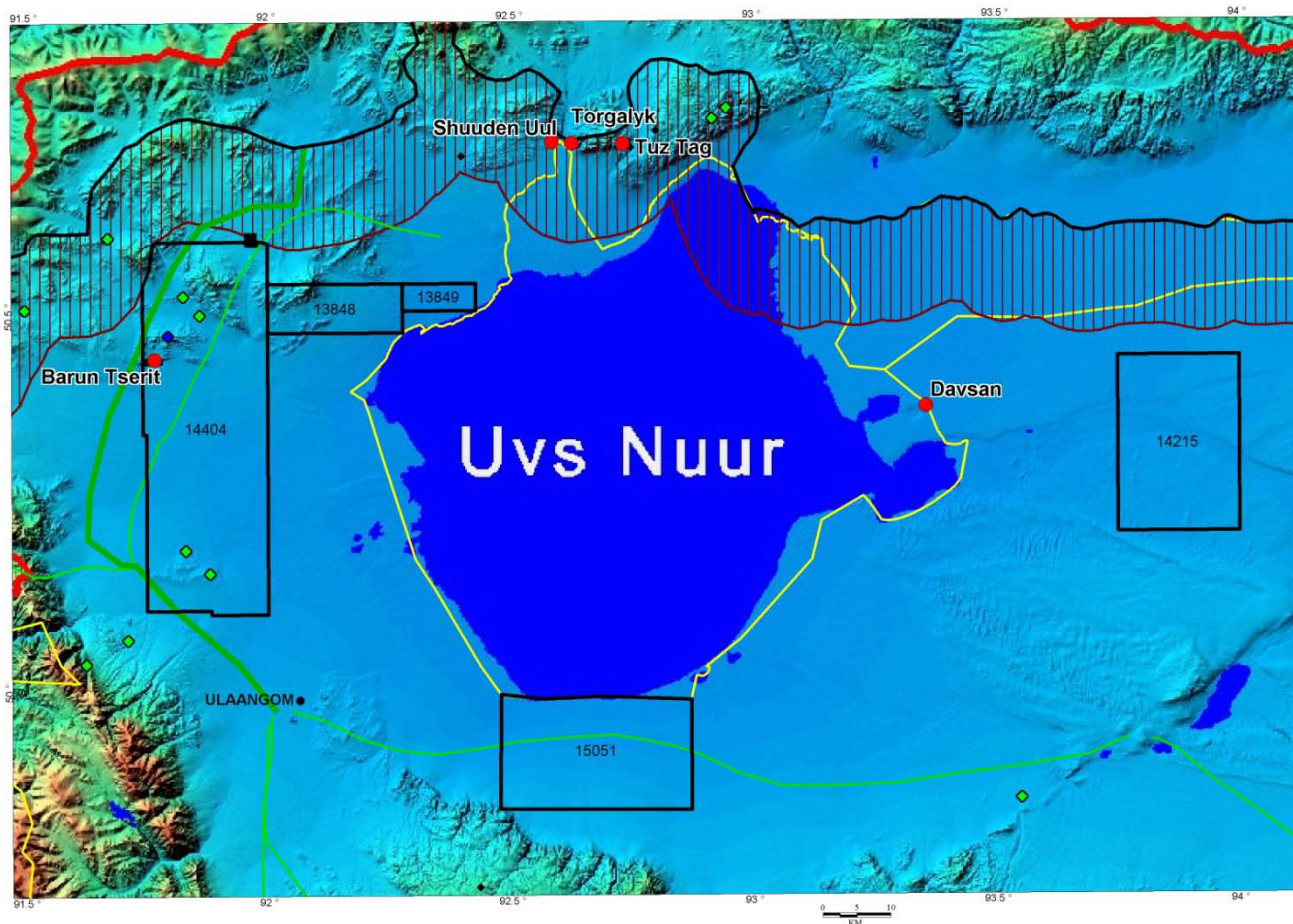 91.5 °
92 °
92.5 °
93 °
93.5 °
94 °
Shuuden Uul
Torgalyk
Tuz Tag
50.5 °
13848
13849
Barun Tserit
14404
Davsan
Uvs Nuur
14215
50 °
ULAANGOM
15051
91.5 °
92 °
92.5 °
93 °
93.5 °
94 °
0 5 10
KM